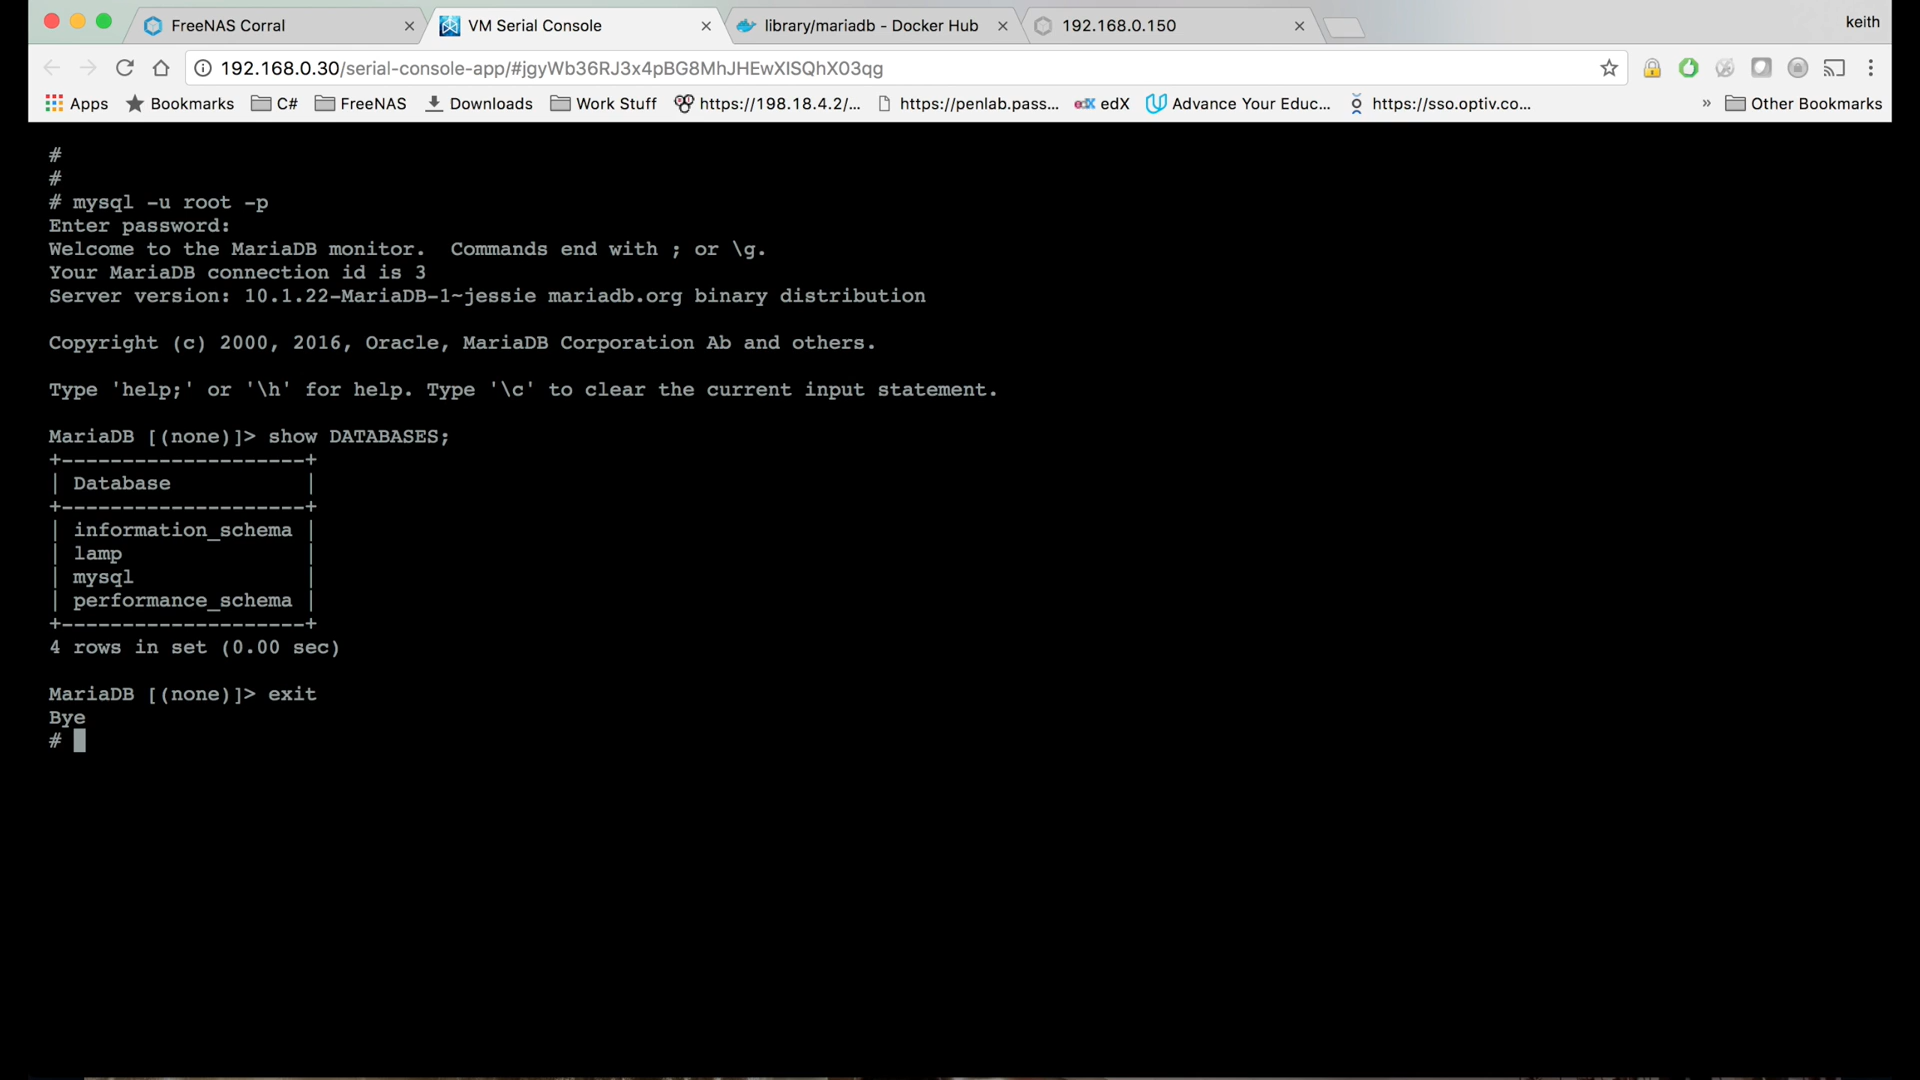 FreeNAS Corral
VM Serial Console
library/mariadb - Docker Hub
192.168.0.150
keith
192.168.0.30/serial-console-app/#jgyWb36RJ3x4pBG8MhJHEwXISQhX03qg
Apps
Bookmarks
C#
FreeNAS
Downloads
Work Stuff
https://198.18.4.2/...
https://penlab.pass...
edX edX
Advance Your Educ...
https://sso.optiv.co...
» Other Bookmarks
#
#
# mysql -u root -p
Enter password:
Welcome to the MariaDB monitor.  Commands end with ; or \g.
Your MariaDB connection id is 3
Server version: 10.1.22-MariaDB-1~jessie mariadb.org binary distribution
Copyright (c) 2000, 2016, Oracle, MariaDB Corporation Ab and others.
Type 'help;' or '\h' for help. Type '\c' to clear the current input statement.
MariaDB [(none)]> show DATABASES;
+--------------------+
| Database           |
+--------------------+
| information_schema |
| lamp               |
| mysql              |
| performance_schema |
+--------------------+
4 rows in set (0.00 sec)
MariaDB [(none)]> exit
Bye
#